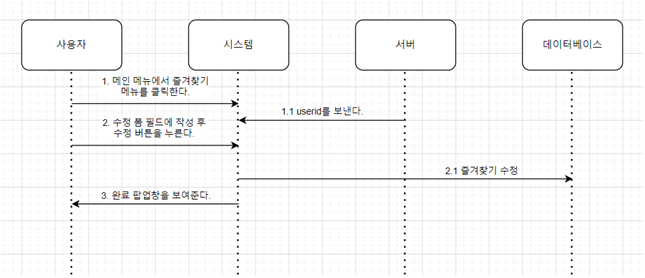 사용자
시스템
서버
데이터베이스
1. 메인 메뉴에서 즐겨찾기
메뉴를 클릭한다.
1.1 userid를 보낸다.
2. 수정 폼 필드에 작성 후
수정 버튼을 누른다.
2.1 즐겨찾기 수정
3. 완료 팝업창을 보여준다.